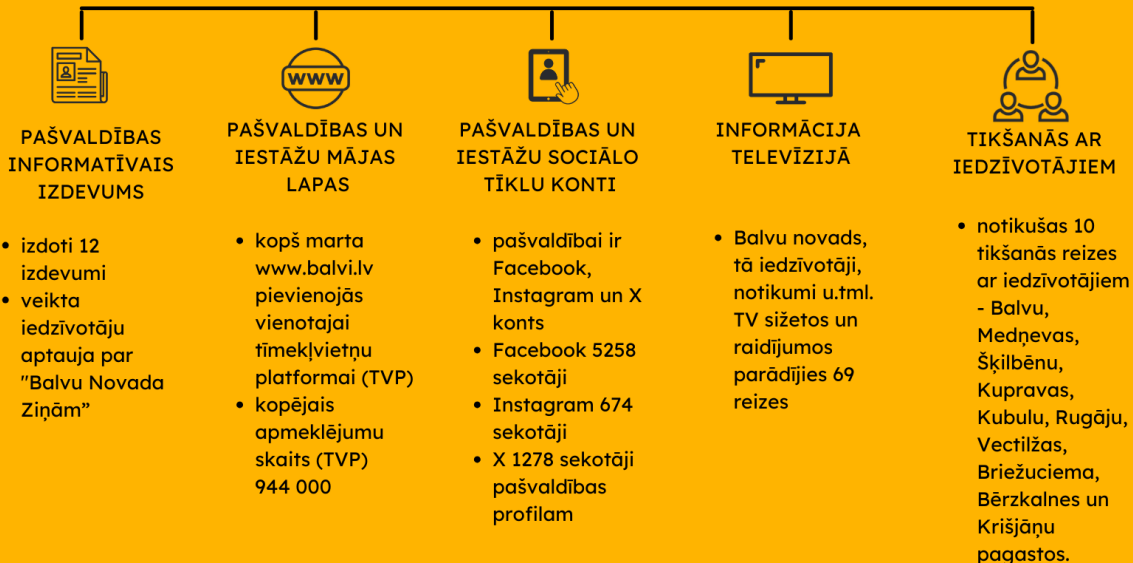 PAŠVALDĪBAS
INFORMATĪVAIS
IZDEVUMS
• izdoti 12
izdevumi
• veikta
iedzīvotāju
aptauja par
"Balvu Novada
Ziņām”
www
PAŠVALDĪBAS UN
IESTĀŽU MĀJAS
LAPAS
• kopš marta
www.balvi.lv
pievienojās
vienotajai
tīmekļvietņu
platformai (TVP)
• kopējais
apmeklējumu
skaits (TVP)
944 000
PAŠVALDĪBAS UN
IESTĀŽU SOCIĀLO
TĪKLU KONTI
• pašvaldībai ir
Facebook,
Instagram un X
konts
• Facebook 5258
sekotāji
• Instagram 674
sekotāji
• X 1278 sekotāji
pašvaldības
profilam
INFORMĀCIJA
TELEVĪZIJĀ
• Balvu novads,
tā iedzīvotāji,
notikumi u.tml.
TV sižetos un
raidījumos
parādījies 69
reizes
TIKŠANĀS AR
IEDZĪVOTĀJIEM
• notikušas 10
tikšanās reizes
ar iedzīvotājiem
- Balvu,
Medņevas,
Šķilbēnu,
Kupravas,
Kubulu, Rugāju,
Vectilžas,
Briežuciema,
Bērzkalnes un
Krišjāņu
pagastos.